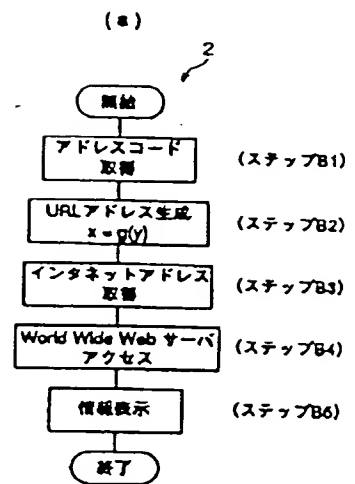 (a)
2
開始
アドレスコード
取得
(ステップB1)
URLアドレス生成
x = g(y)
(ステップB2)
インタネットアドレス
取得
(ステップB3)
World Wide Web サーバ
アクセス
(ステップB4)
情報表示
(ステップB6)
終了